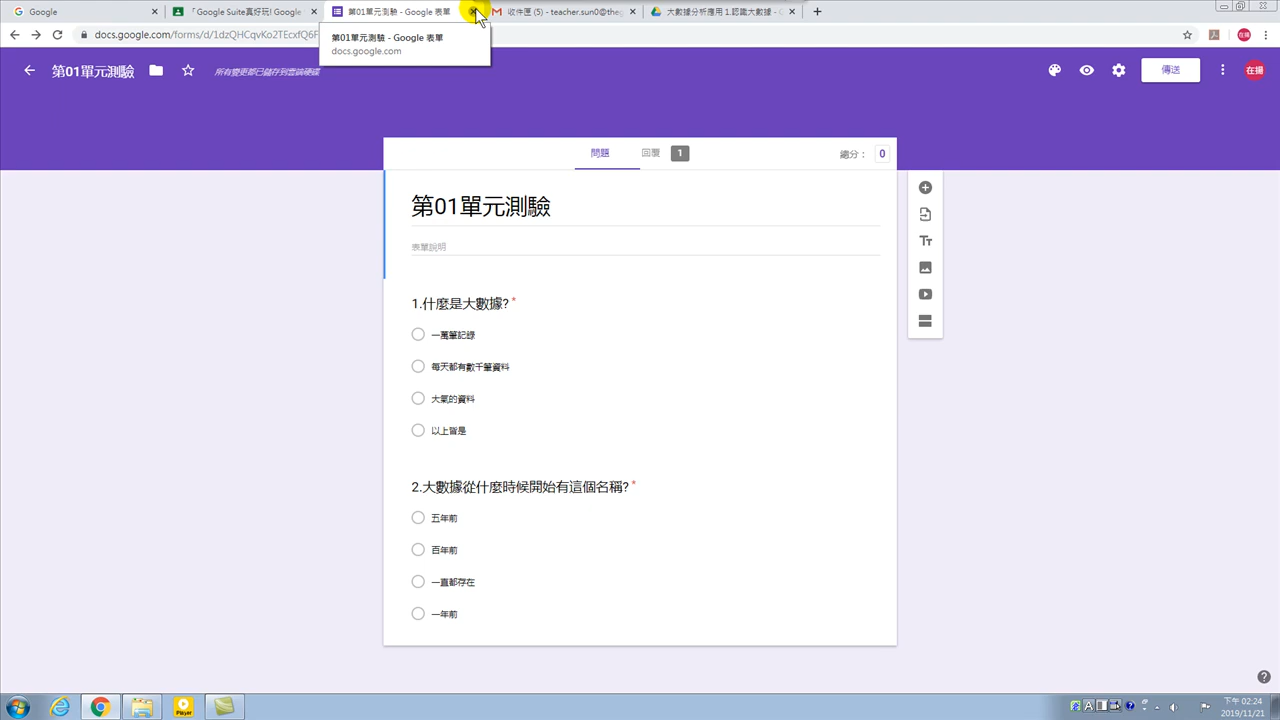 Google
「Google Suite真好玩! Google
第01單元測驗 - Google 表單
收件匣 (5) - teacher.sun0@theg
大數據分析應用 1.認識大數據 - G
docs.google.com/forms/d/1dzQHCqvKo2TEcxfQ6F
第01單元測驗 - Google 表單
docs.google.com
在揚
第01單元測驗
所有變更都已儲存到雲端硬碟
傳送
在揚
問題
回覆
1
總分：
0
第01單元測驗
表單說明
1.什麼是大數據? *
一萬筆記錄
每天都有數千筆資料
大氣的資料
以上皆是
2.大數據從什麼時候開始有這個名稱? *
五年前
百年前
一直都存在
一年前
Tт
Player
下午 02:24
2019/11/21